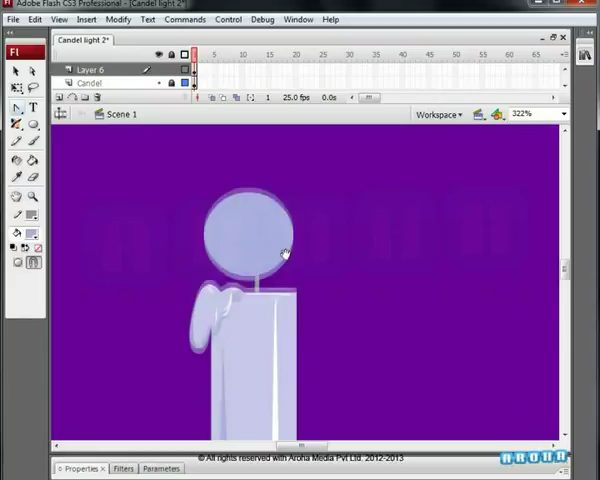 Adobe Flash CS3 Professional - [Candel light 2*]
File Edit View Insert Modify Text Commands Control Debug Window Help
Fl
Candel light 2*
5 10 15 20 25 30 35 40 45 50 55 60 65
Layer 6
Candel
1 25.0 fps 0.0s
Scene 1
Workspace
322%
T
© All rights reserved with Aroha Media Pvt Ltd. 2012-2013
AROHA
Properties x Filters Parameters